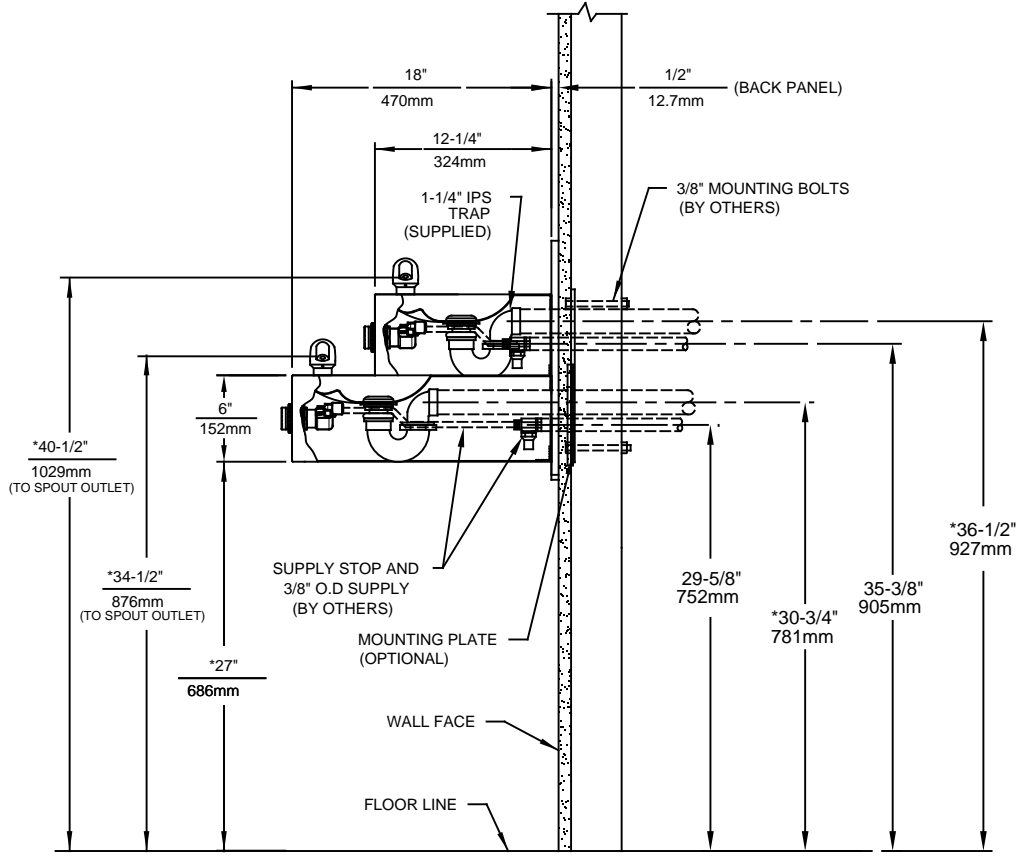 18"
470mm
1/2"
12.7mm
(BACK PANEL)
12-1/4"
324mm
1-1/4" IPS
TRAP
(SUPPLIED)
3/8" MOUNTING BOLTS
(BY OTHERS)
6"
152mm
*40-1/2"
1029mm
(TO SPOUT OUTLET)
*34-1/2"
876mm
(TO SPOUT OUTLET)
*27"
686mm
SUPPLY STOP AND
3/8" O.D SUPPLY
(BY OTHERS)
MOUNTING PLATE
(OPTIONAL)
WALL FACE
FLOOR LINE
29-5/8"
752mm
*30-3/4"
781mm
35-3/8"
905mm
*36-1/2"
927mm